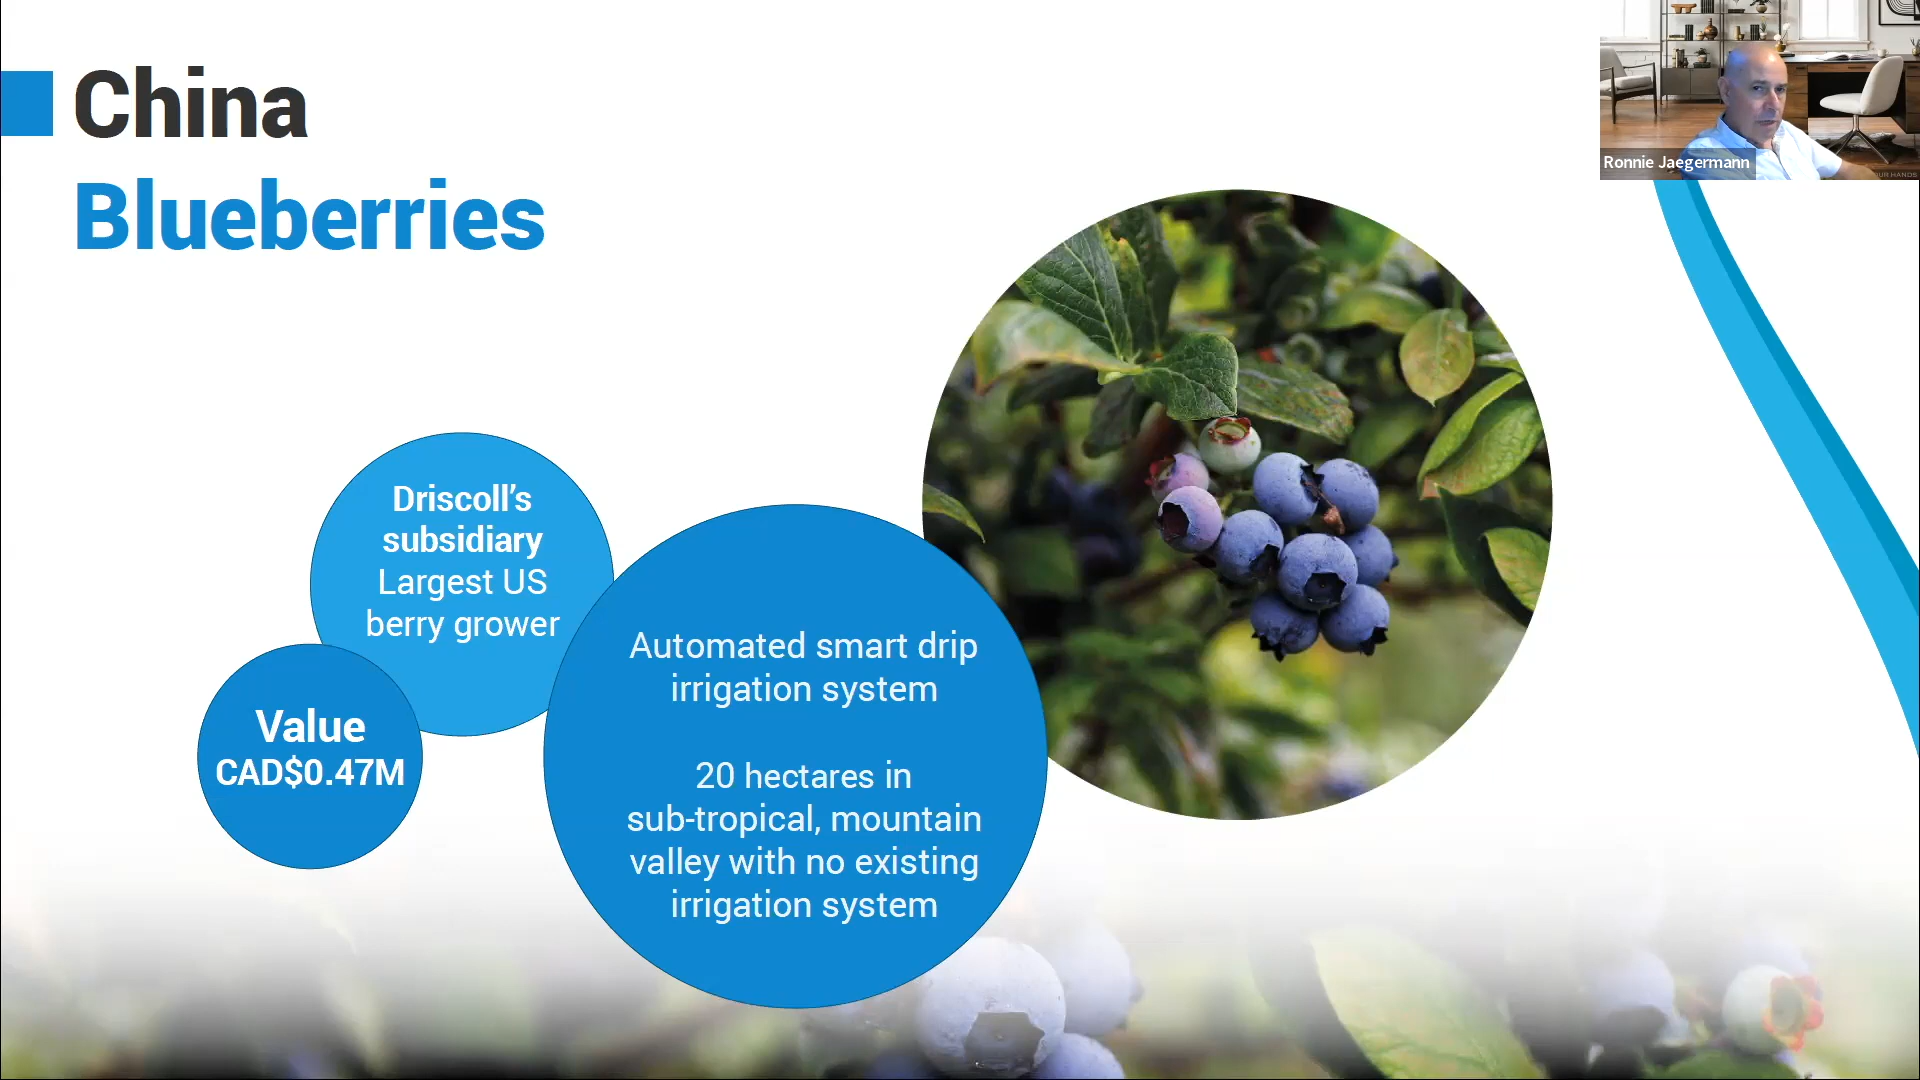 China
Blueberries
Ronnie Jaegermann
Driscoll’s
subsidiary
Largest US
berry grower
Value
CAD$0.47M
Automated smart drip
irrigation system
20 hectares in
sub-tropical, mountain
valley with no existing
irrigation system